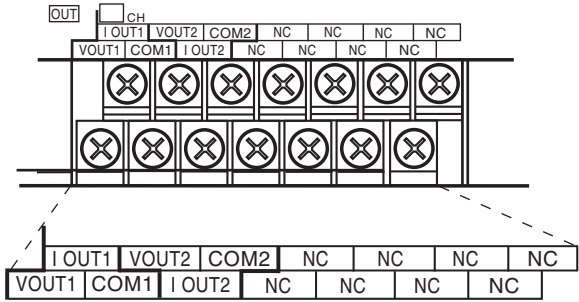 OUT CH
I OUT1 VOUT2 COM2 NC NC NC NC
VOUT1 COM1 I OUT2 NC NC NC NC
I OUT1 VOUT2 COM2 NC NC NC NC
VOUT1 COM1 I OUT2 NC NC NC NC